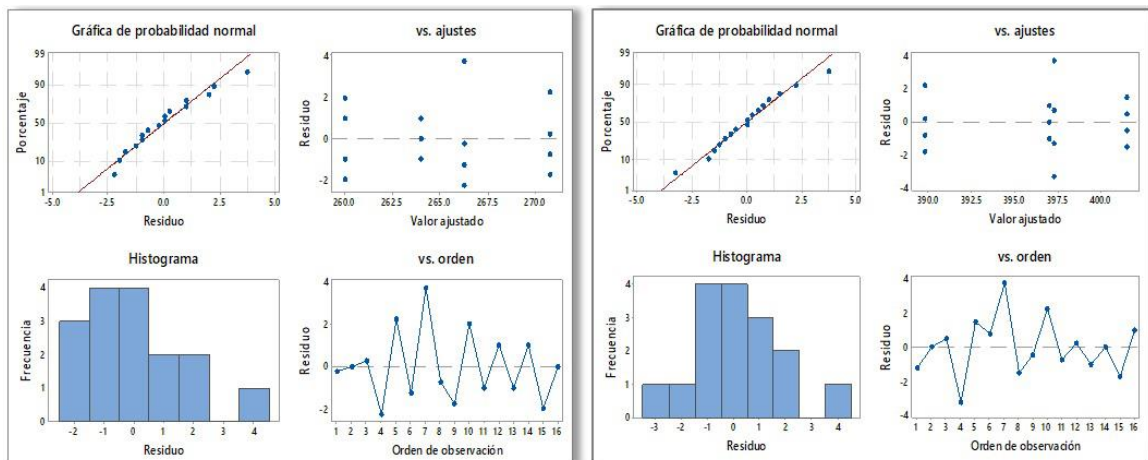 Gráfica de probabilidad normal
99
90
50
10
1
Porcentaje
-5.0 -2.5 0.0 2.5 5.0
Residuo
vs. ajustes
4
2
0
-2
Residuo
260.0 262.5 265.0 267.5 270.0
Valor ajustado
Histograma
4
3
2
1
0
Frecuencia
-2 -1 0 1 2 3 4
Residuo
vs. orden
4
2
0
-2
Residuo
1 2 3 4 5 6 7 8 9 10 11 12 13 14 15 16
Orden de observación
Gráfica de probabilidad normal
99
90
50
10
1
Porcentaje
-5.0 -2.5 0.0 2.5 5.0
Residuo
vs. ajustes
4
2
0
-2
-4
Residuo
390.0 392.5 395.0 397.5 400.0
Valor ajustado
Histograma
4
3
2
1
0
Frecuencia
-3 -2 -1 0 1 2 3 4
Residuo
vs. orden
4
2
0
-2
-4
Residuo
1 2 3 4 5 6 7 8 9 10 11 12 13 14 15 16
Orden de observación